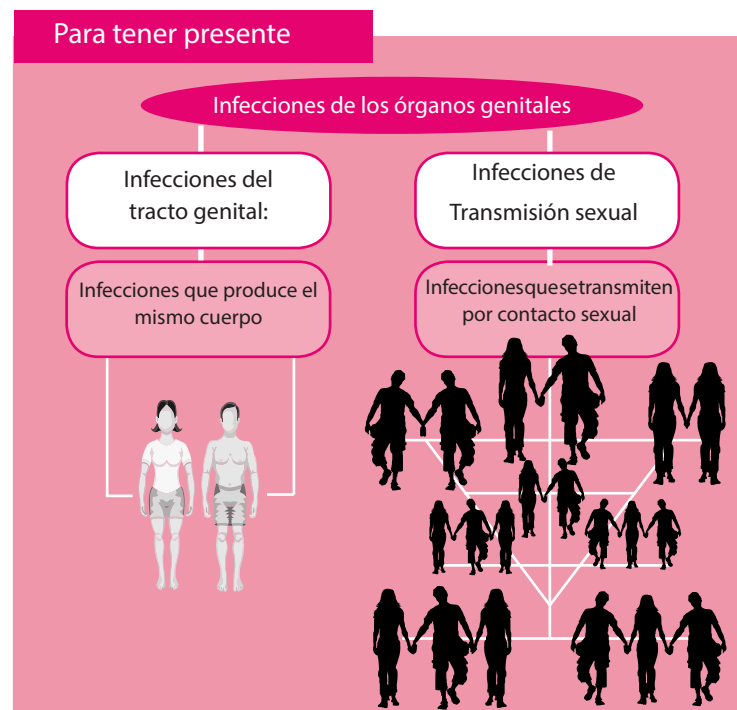 Para tener presente
Infecciones de los órganos genitales
Infecciones del
tracto genital:
Infecciones que produce el
mismo cuerpo
Infecciones de
Transmisión sexual
Infeccionesquesetransmiten
por contacto sexual